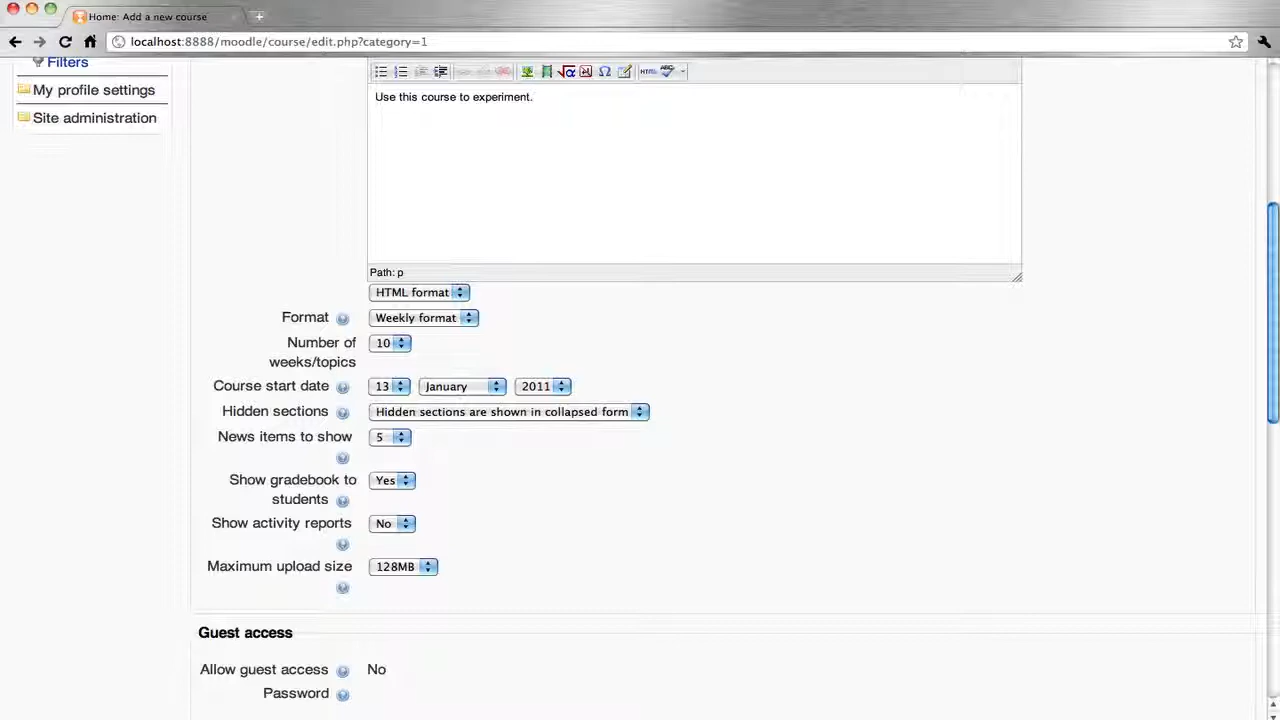 Home: Add a new course
localhost:8888/moodle/course/edit.php?category=1
Filters
My profile settings
Site administration
HTML
ABC
Use this course to experiment.
Path: p
HTML format
Format
Weekly format
Number of
weeks/topics
10
Course start date
13 January 2011
Hidden sections
Hidden sections are shown in collapsed form
News items to show
5
Show gradebook to
students
Yes
Show activity reports
No
Maximum upload size
128MB
Guest access
Allow guest access
No
Password